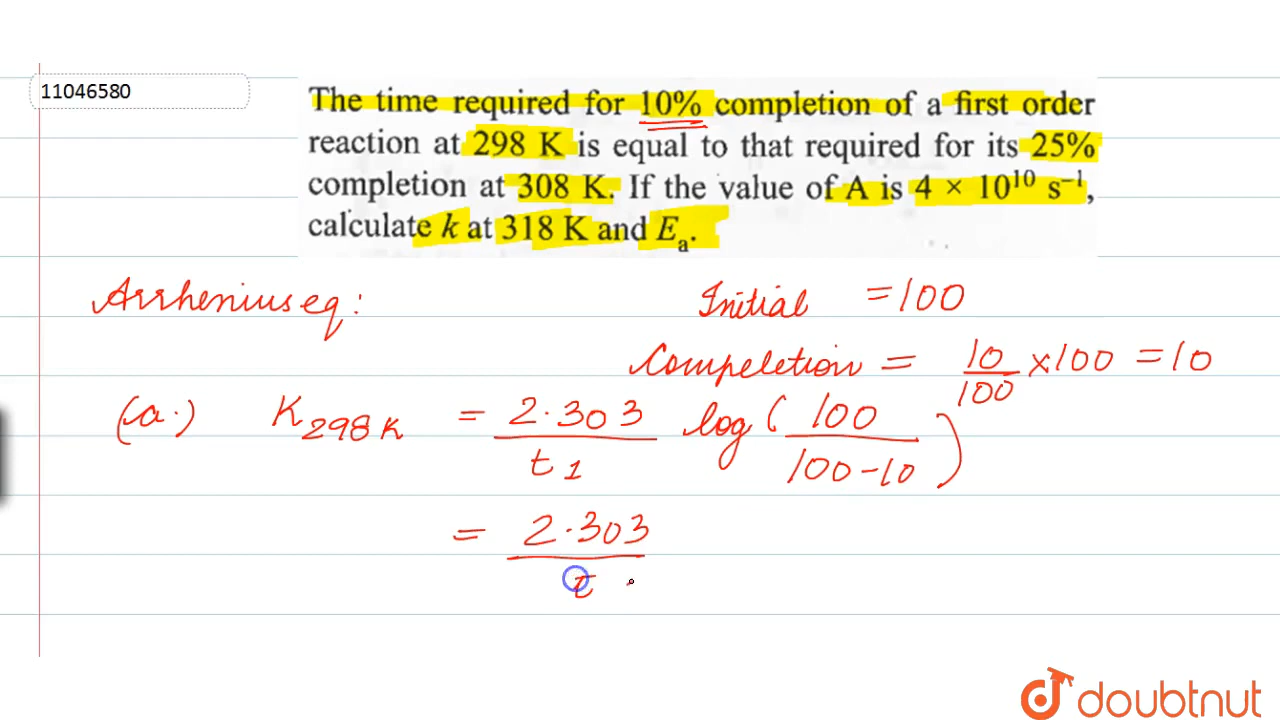 11046580
The time required for 10% completion of a first order
reaction at 298 K is equal to that required for its 25%
completion at 308 K. If the value of A is 4 × 10¹⁰ s⁻¹,
calculate k at 318 K and Eₐ.
Arrhenius eq:
Initial = 100
Compeletion = 10/100 × 100 = 10
(a.) K₂₉₈ₖ = 2.303/t₁ log (100/100-10)
= 2.303/t
doubtnut